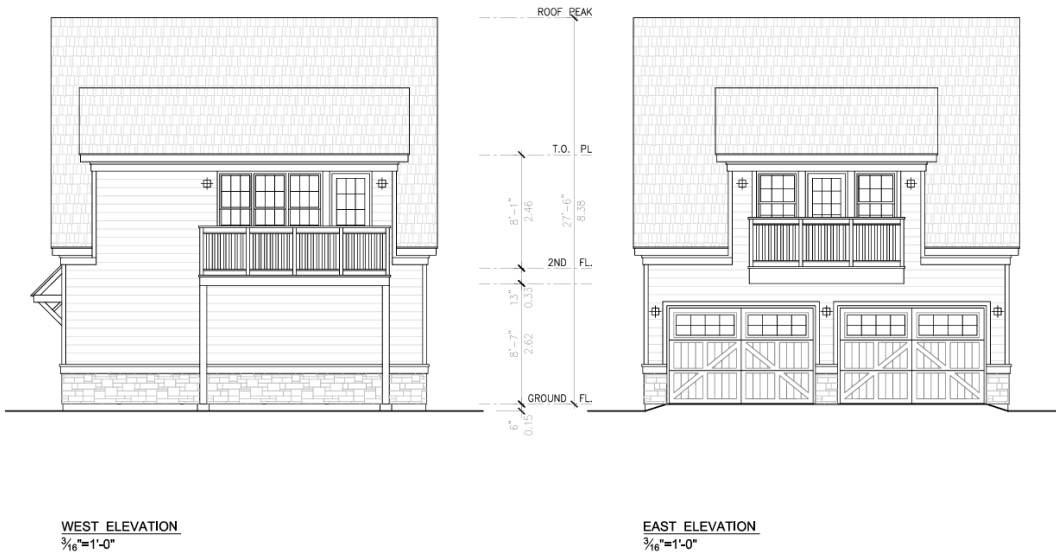 ROOF PEAK
T.O. PL
8'-1"
2.46
27'-6"
8.38
2ND FL.
13"
0.33
8'-7"
2.62
GROUND FL.
6"
0.15
WEST ELEVATION
3/16"=1'-0"
EAST ELEVATION
3/16"=1'-0"